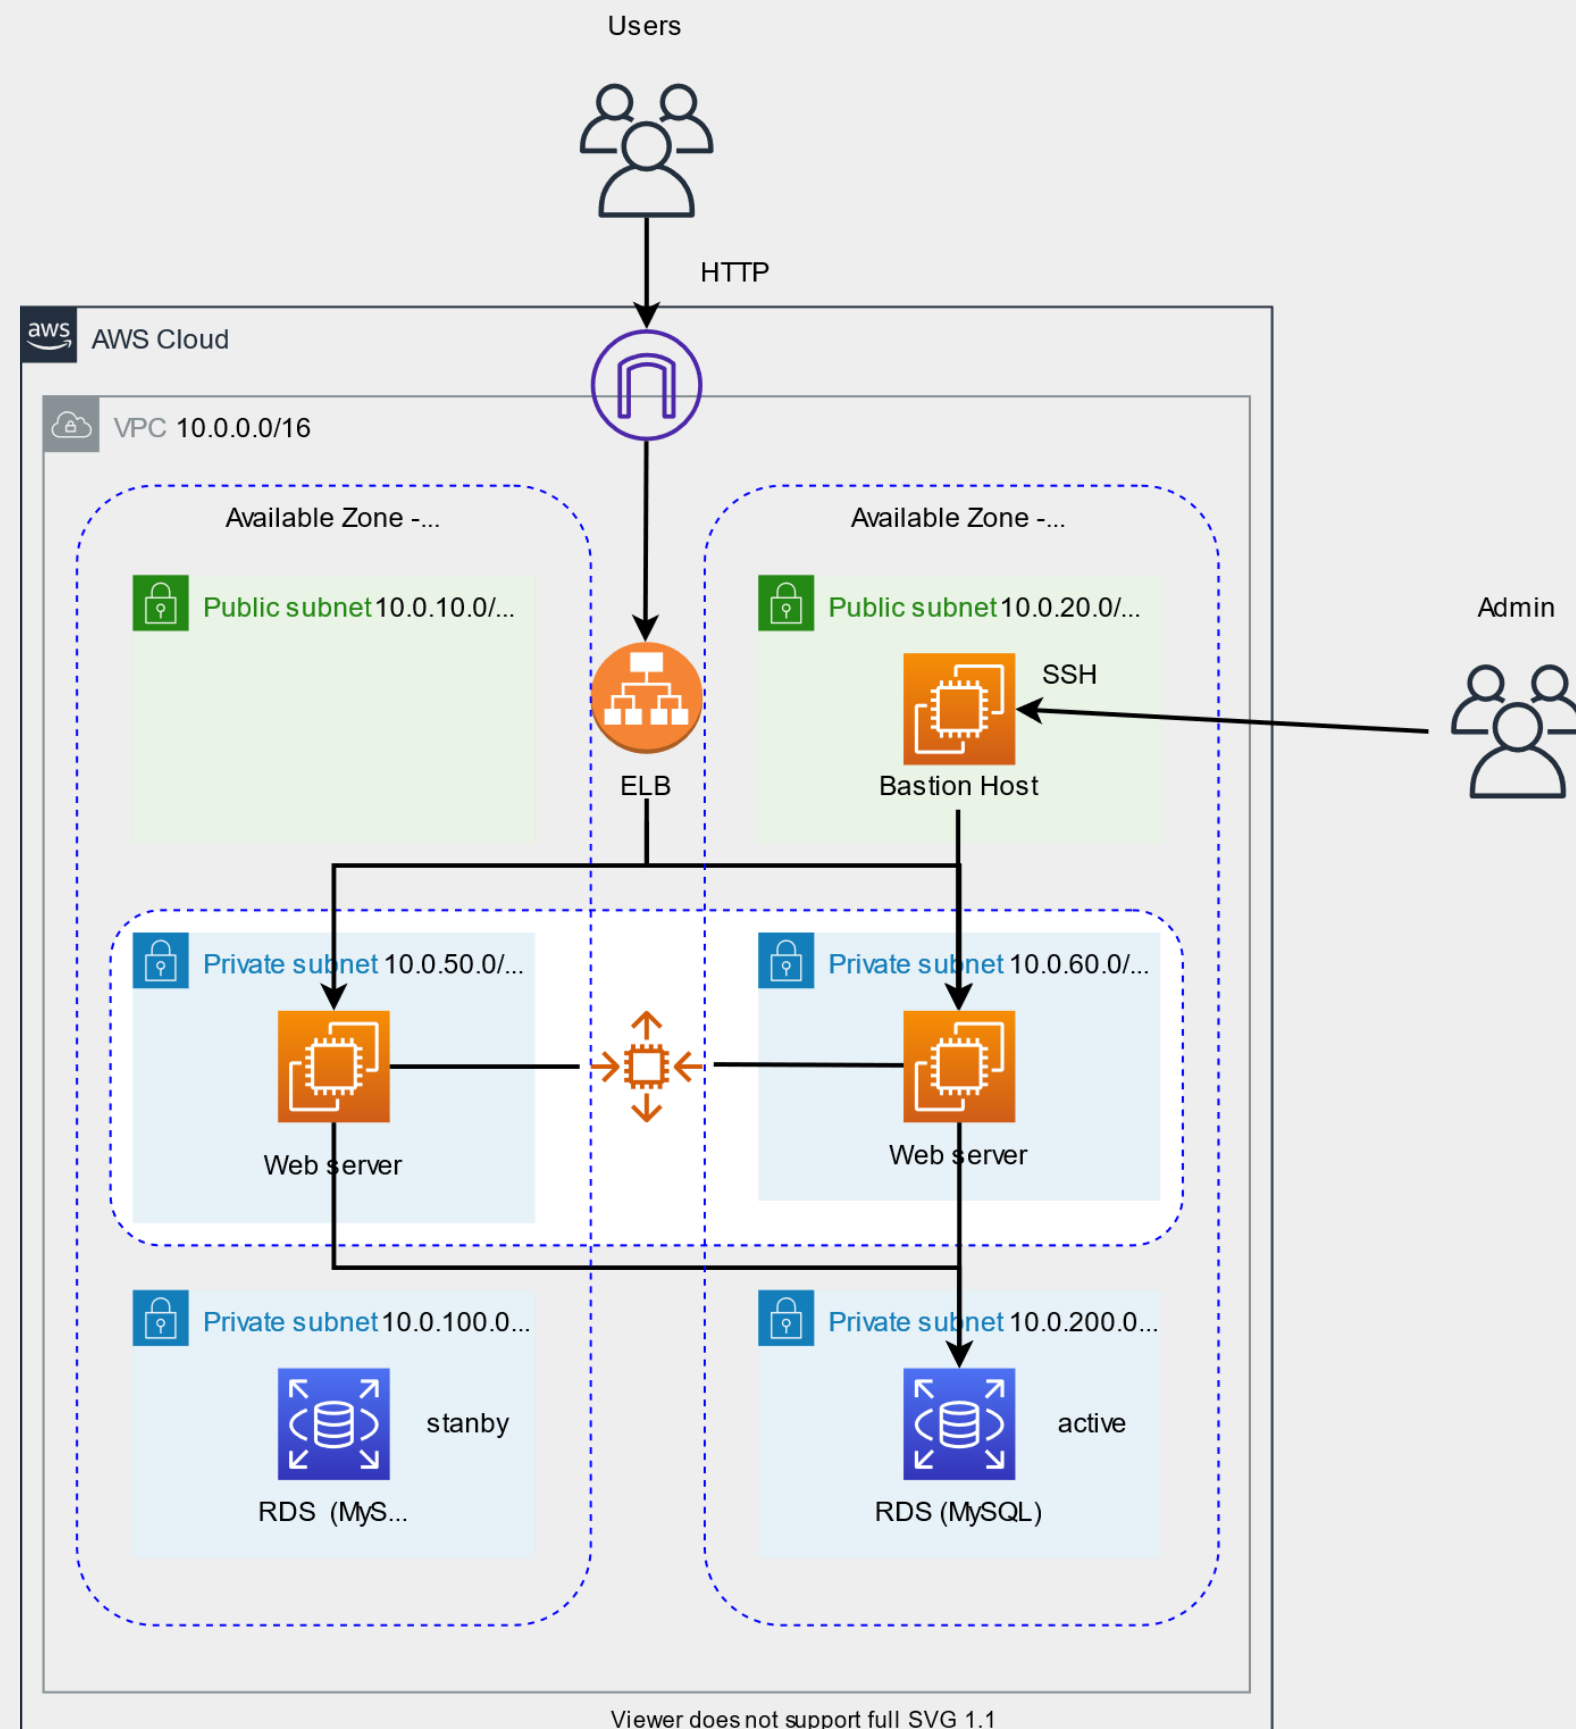 Users
HTTP
aws
AWS Cloud
VPC 10.0.0.0/16
Available Zone -...
Available Zone -...
Public subnet 10.0.10.0/...
Public subnet 10.0.20.0/...
Admin
SSH
ELB
Bastion Host
Private subnet 10.0.50.0/...
Private subnet 10.0.60.0/...
Web server
Web server
Private subnet 10.0.100.0...
Private subnet 10.0.200.0...
stanby
active
RDS (MyS...
RDS (MySQL)
Viewer does not support full SVG 1.1